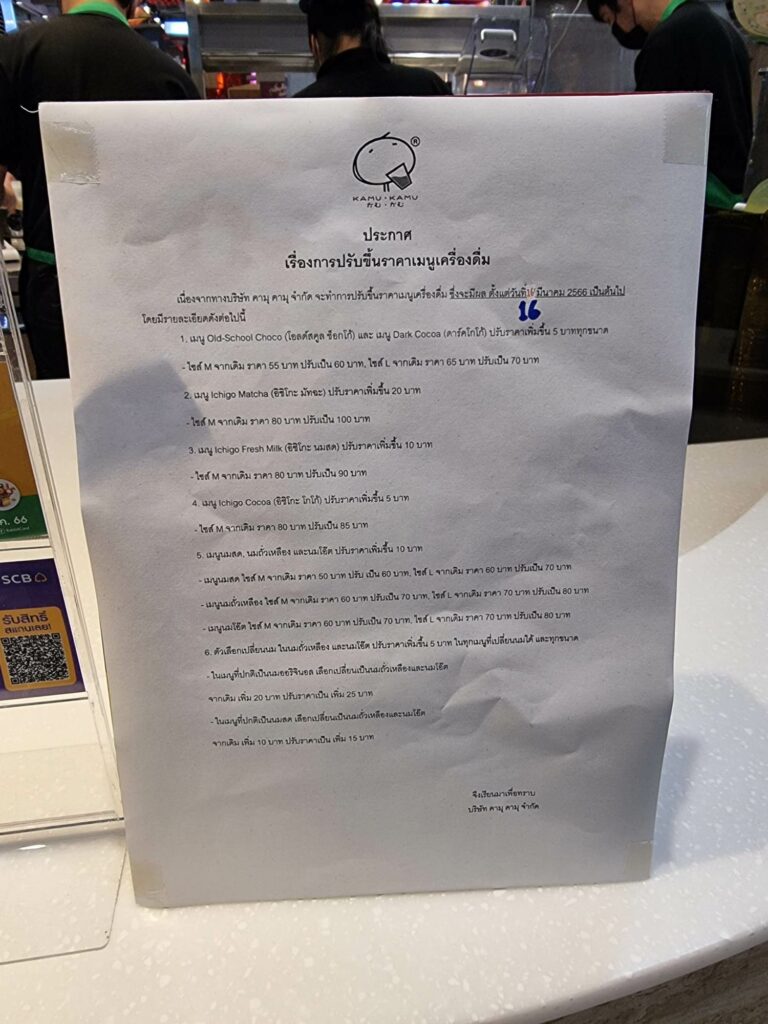 ®
KAMU·KAMU
かむ·かむ
ประกาศ
เรื่องการปรับขึ้นราคาเมนูเครื่องดื่ม
เนื่องจากทางบริษัท คามุ คามุ จำกัด จะทำการปรับขึ้นราคาเมนูเครื่องดื่ม ซึ่งจะมีผล ตั้งแต่วันที่ มีนาคม 2566 เป็นต้นไป
16
โดยมีรายละเอียดดังต่อไปนี้
1. เมนู Old-School Choco (โอลด์สคูล ช็อกโก้) และ เมนู Dark Cocoa (ดาร์คโกโก้) ปรับราคาเพิ่มขึ้น 5 บาททุกขนาด
- ไซส์ M จากเดิม ราคา 55 บาท ปรับเป็น 60 บาท, ไซส์ L จากเดิม ราคา 65 บาท ปรับเป็น 70 บาท
2. เมนู Ichigo Matcha (อิชิโกะ มัทฉะ) ปรับราคาเพิ่มขึ้น 20 บาท
- ไซส์ M จากเดิม ราคา 80 บาท ปรับเป็น 100 บาท
3. เมนู Ichigo Fresh Milk (อิชิโกะ นมสด) ปรับราคาเพิ่มขึ้น 10 บาท
- ไซส์ M จากเดิม ราคา 80 บาท ปรับเป็น 90 บาท
4. เมนู Ichigo Cocoa (อิชิโกะ โกโก้) ปรับราคาเพิ่มขึ้น 5 บาท
- ไซส์ M จากเดิม ราคา 80 บาท ปรับเป็น 85 บาท
5. เมนูนมสด, นมถั่วเหลือง และนมโอ๊ต ปรับราคาเพิ่มขึ้น 10 บาท
- เมนูนมสด ไซส์ M จากเดิม ราคา 50 บาท ปรับ เป็น 60 บาท, ไซส์ L จากเดิม ราคา 60 บาท ปรับเป็น 70 บาท
- เมนูนมถั่วเหลือง ไซส์ M จากเดิม ราคา 60 บาท ปรับเป็น 70 บาท, ไซส์ L จากเดิม ราคา 70 บาท ปรับเป็น 80 บาท
- เมนูนมโอ๊ต ไซส์ M จากเดิม ราคา 60 บาท ปรับเป็น 70 บาท, ไซส์ L จากเดิม ราคา 70 บาท ปรับเป็น 80 บาท
6. ตัวเลือกเปลี่ยนนม ในนมถั่วเหลือง และนมโอ๊ต ปรับราคาเพิ่มขึ้น 5 บาท ในทุกเมนูที่เปลี่ยนนมได้ และทุกขนาด
- ในเมนูที่ปกติเป็นนมออริจินอล เลือกเปลี่ยนเป็นนมถั่วเหลืองและนมโอ๊ต
จากเดิม เพิ่ม 20 บาท ปรับราคาเป็น เพิ่ม 25 บาท
- ในเมนูที่ปกติเป็นนมสด เลือกเปลี่ยนเป็นนมถั่วเหลืองและนมโอ๊ต
จากเดิม เพิ่ม 10 บาท ปรับราคาเป็น เพิ่ม 15 บาท
จึงเรียนมาเพื่อทราบ
บริษัท คามุ คามุ จำกัด
ค. 66
SCB
รับสิทธิ์
สแกนเลย!